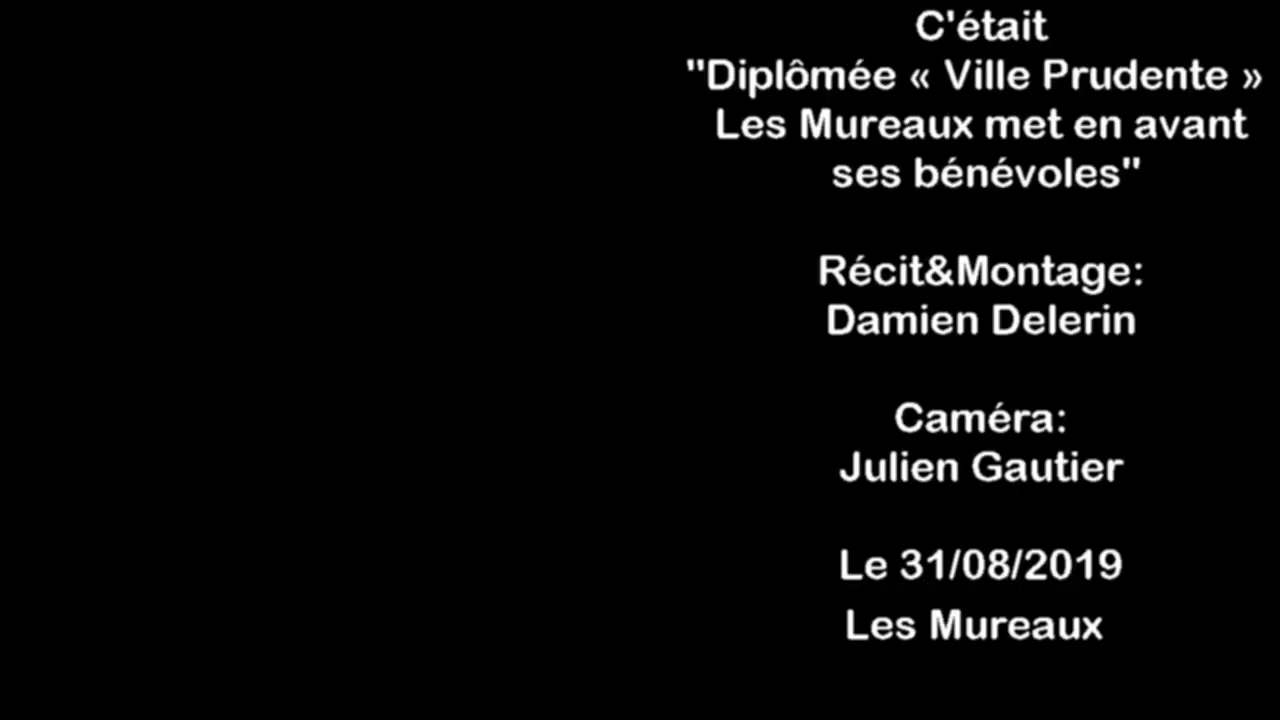 C'était
"Diplômée « Ville Prudente »
Les Mureaux met en avant
ses bénévoles"
Récit&Montage:
Damien Delerin
Caméra:
Julien Gautier
Le 31/08/2019
Les Mureaux